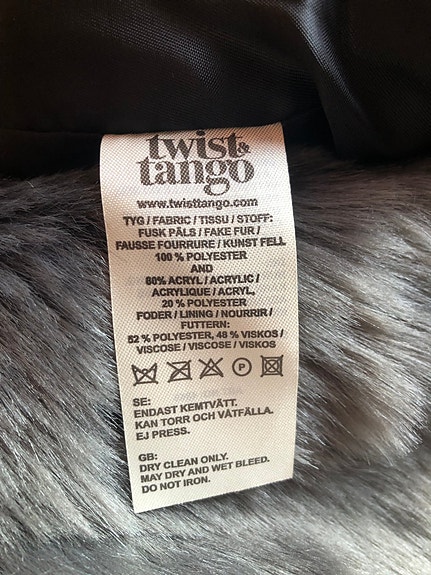 twist &
tango
www.twisttango.com
TYG / FABRIC / TISSU / STOFF:
FUSK PÄLS / FAKE FUR /
FAUSSE FOURRURE / KUNST FELL
100 % POLYESTER
AND
80% ACRYL / ACRYLIC /
ACRYLIQUE / ACRYL.
20 % POLYESTER
FODER / LINING / NOURRIR /
FUTTERN:
52 % POLYESTER, 48 % VISKOS /
VISCOSE / VISCOSE / VISKOS
P
SE:
ENDAST KEMTVÄTT.
KAN TORR OCH VÅTFÄLLA.
EJ PRESS.
GB:
DRY CLEAN ONLY.
MAY DRY AND WET BLEED.
DO NOT IRON.